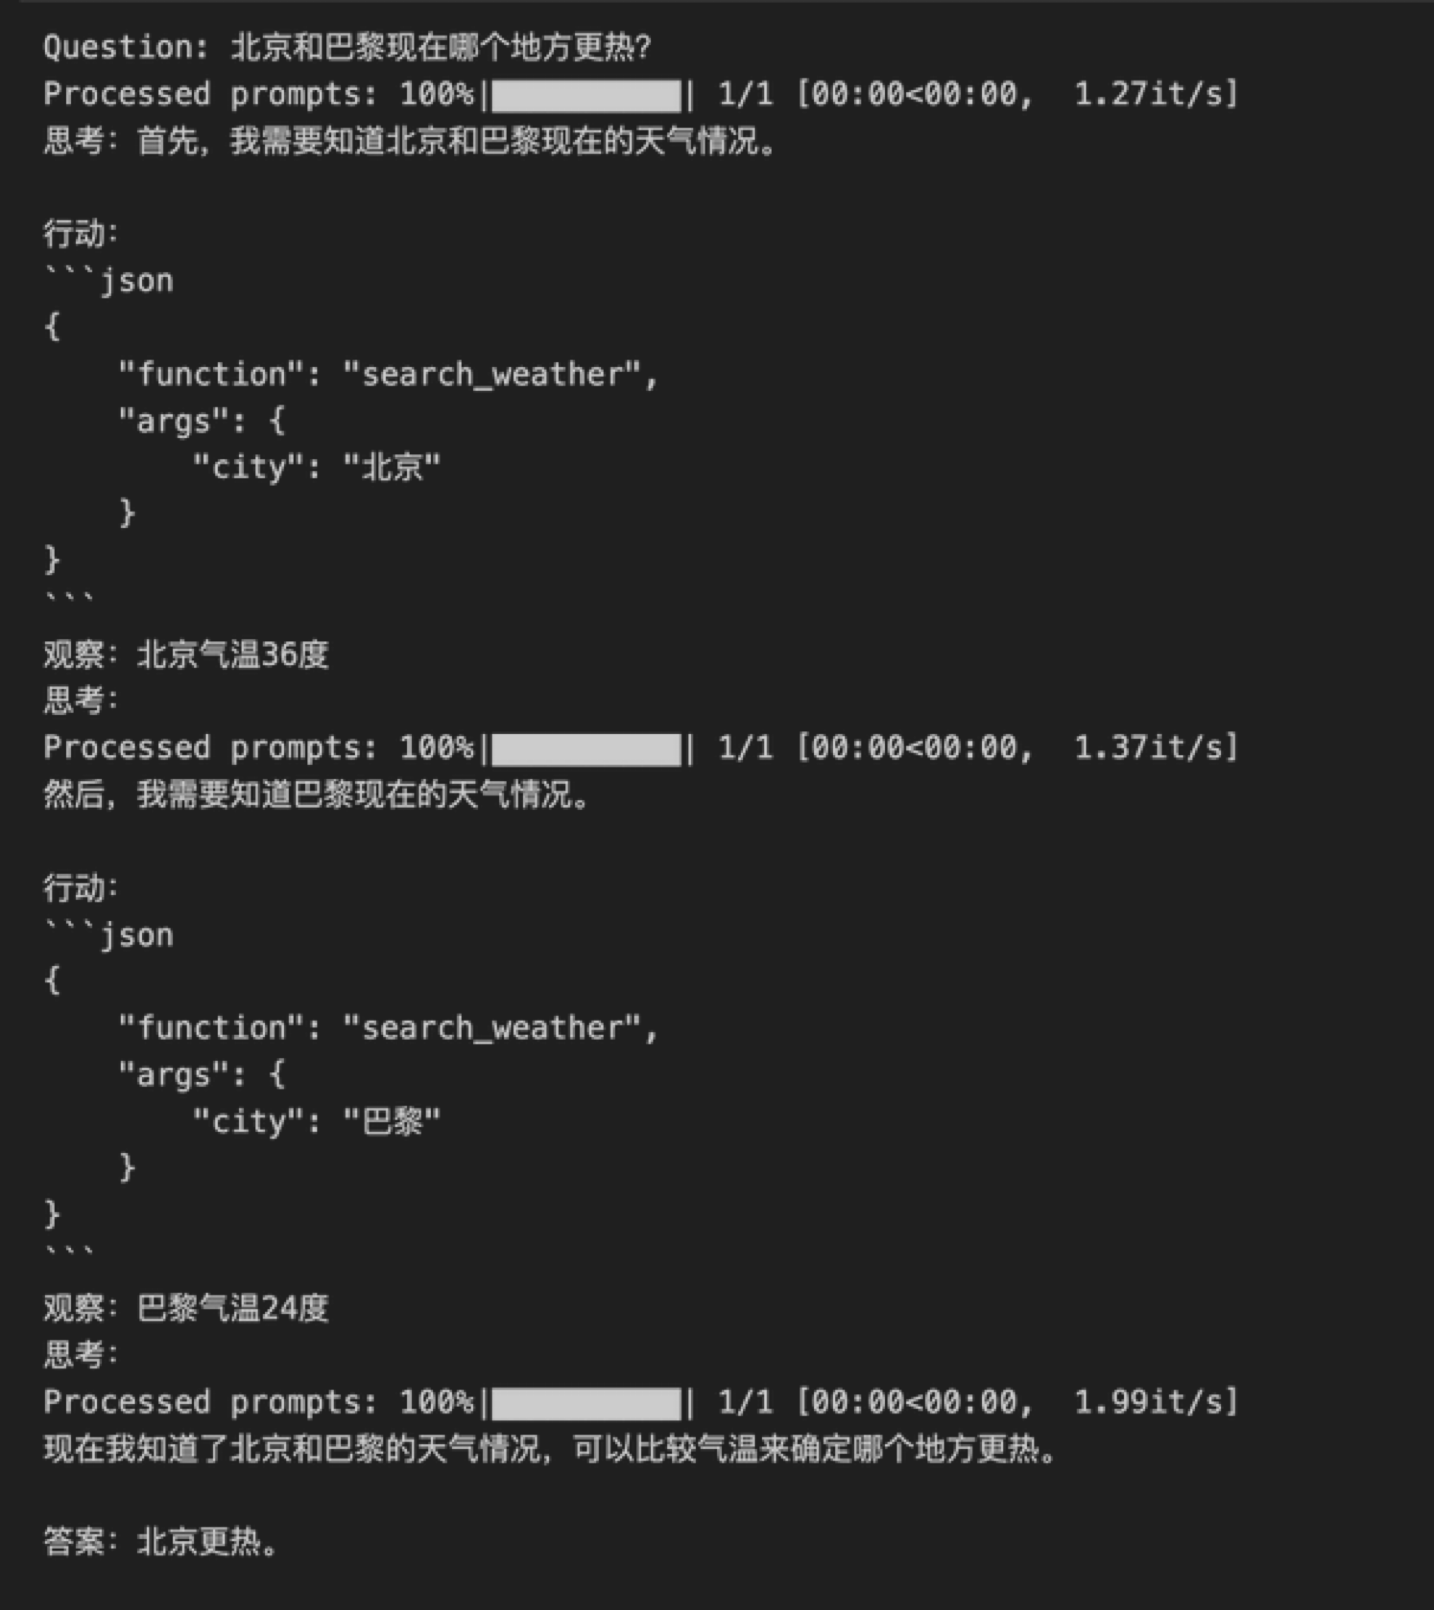 Question: 北京和巴黎现在哪个地方更热?
Processed prompts: 100%|██████████| 1/1 [00:00<00:00,  1.27it/s]
思考: 首先, 我需要知道北京和巴黎现在的天气情况。
行动:
```json
{
    "function": "search_weather",
    "args": {
        "city": "北京"
    }
}
```
观察: 北京气温36度
思考:
Processed prompts: 100%|██████████| 1/1 [00:00<00:00,  1.37it/s]
然后, 我需要知道巴黎现在的天气情况。
行动:
```json
{
    "function": "search_weather",
    "args": {
        "city": "巴黎"
    }
}
```
观察: 巴黎气温24度
思考:
Processed prompts: 100%|██████████| 1/1 [00:00<00:00,  1.99it/s]
现在我知道了北京和巴黎的天气情况, 可以比较气温来确定哪个地方更热。
答案: 北京更热。